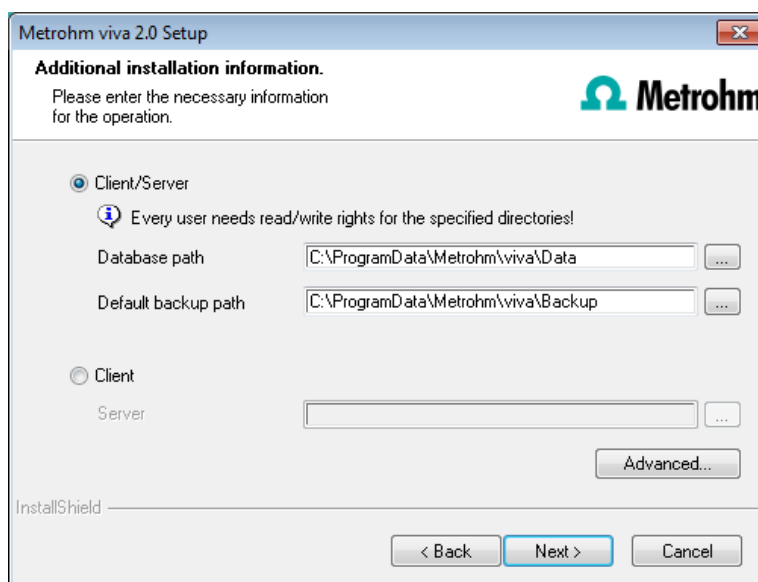 Metrohm viva 2.0 Setup
Additional installation information.
Please enter the necessary information
for the operation.
Metrohm
Client/Server
Every user needs read/write rights for the specified directories!
Database path
C:\ProgramData\Metrohm\viva\Data
...
Default backup path
C:\ProgramData\Metrohm\viva\Backup
...
Client
Server
...
Advanced...
InstallShield
< Back
Next >
Cancel